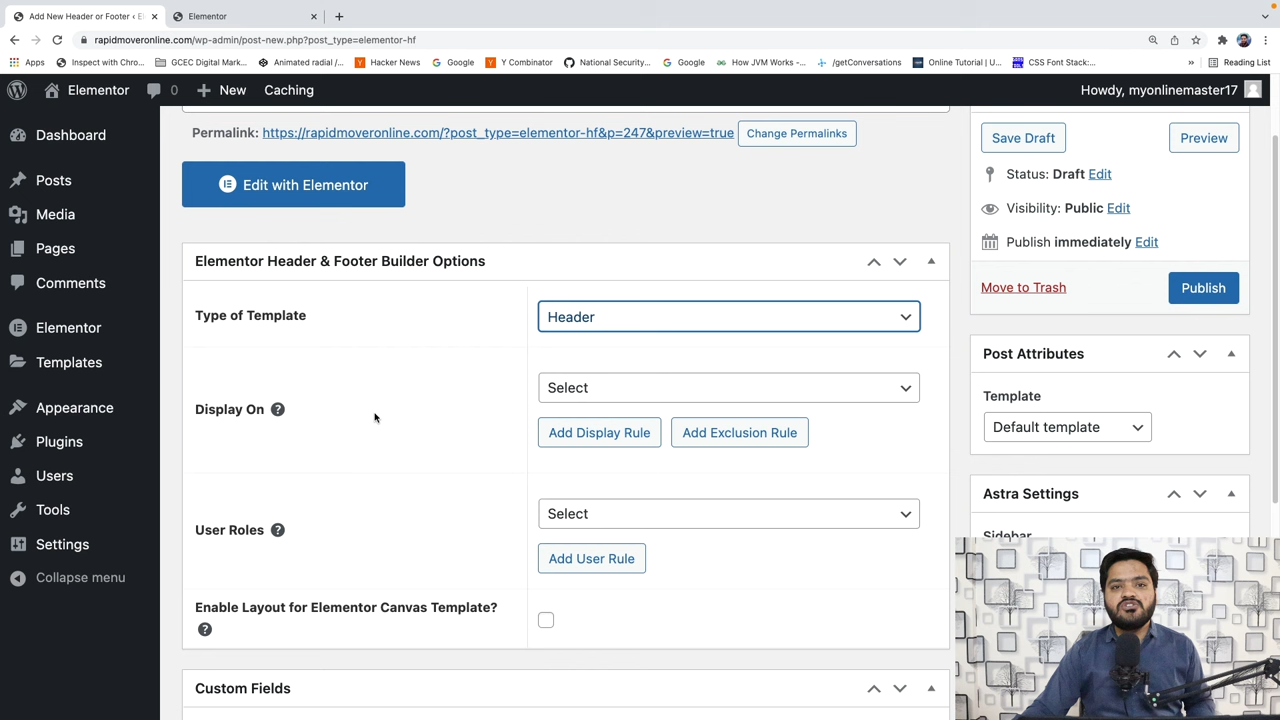 Add New Header or Footer ‹ El
Elementor
rapidmoveronline.com/wp-admin/post-new.php?post_type=elementor-hf
Apps
Inspect with Chro...
GCEC Digital Mark...
Animated radial /...
Hacker News
Google
Y Combinator
National Security...
Google
How JVM Works -...
/getConversations
Online Tutorial | U...
CSS Font Stack:...
»
Reading List
Elementor
0
New
Caching
Howdy, myonlinemaster17
Dashboard
Posts
Media
Pages
Comments
Elementor
Templates
Appearance
Plugins
Users
Tools
Settings
Collapse menu
Permalink: https://rapidmoveronline.com/?post_type=elementor-hf&p=247&preview=true
Change Permalinks
Edit with Elementor
Elementor Header & Footer Builder Options
Type of Template
Header
Display On ?
Select
Add Display Rule
Add Exclusion Rule
User Roles ?
Select
Add User Rule
Enable Layout for Elementor Canvas Template?
?
Custom Fields
Save Draft
Preview
Status: Draft Edit
Visibility: Public Edit
Publish immediately Edit
Move to Trash
Publish
Post Attributes
Template
Default template
Astra Settings
Sidebar